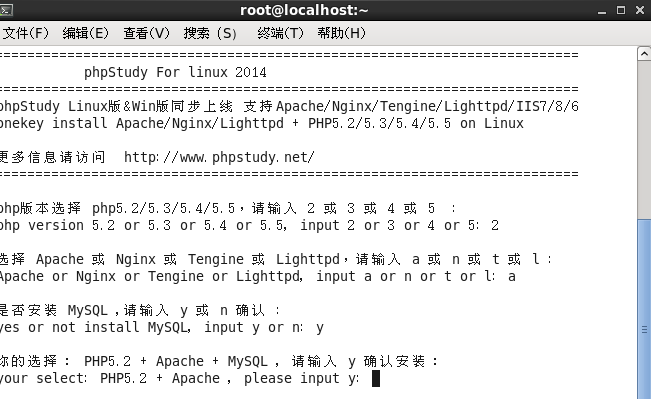 root@localhost:~
文件(F) 编辑(E) 查看(V) 搜索 (S) 终端(T) 帮助(H)
==========================================================================
phpStudy For linux 2014
==========================================================================
phpStudy Linux版&Win版同步上线 支持Apache/Nginx/Tengine/Lighttpd/IIS7/8/6
onekey install Apache/Nginx/Lighttpd + PHP5.2/5.3/5.4/5.5 on Linux
更多信息请访问 http://www.phpstudy.net/
==========================================================================
php版本选择 php5.2/5.3/5.4/5.5，请输入 2 或 3 或 4 或 5 ：
php version 5.2 or 5.3 or 5.4 or 5.5, input 2 or 3 or 4 or 5: 2
选择 Apache 或 Nginx 或 Tengine 或 Lighttpd，请输入 a 或 n 或 t 或 l：
Apache or Nginx or Tengine or Lighttpd, input a or n or t or l: a
是否安装 MySQL ,请输入 y 或 n 确认 ：
yes or not install MySQL, input y or n: y
你的选择： PHP5.2 + Apache + MySQL ，请输入 y 确认安装：
your select: PHP5.2 + Apache , please input y: